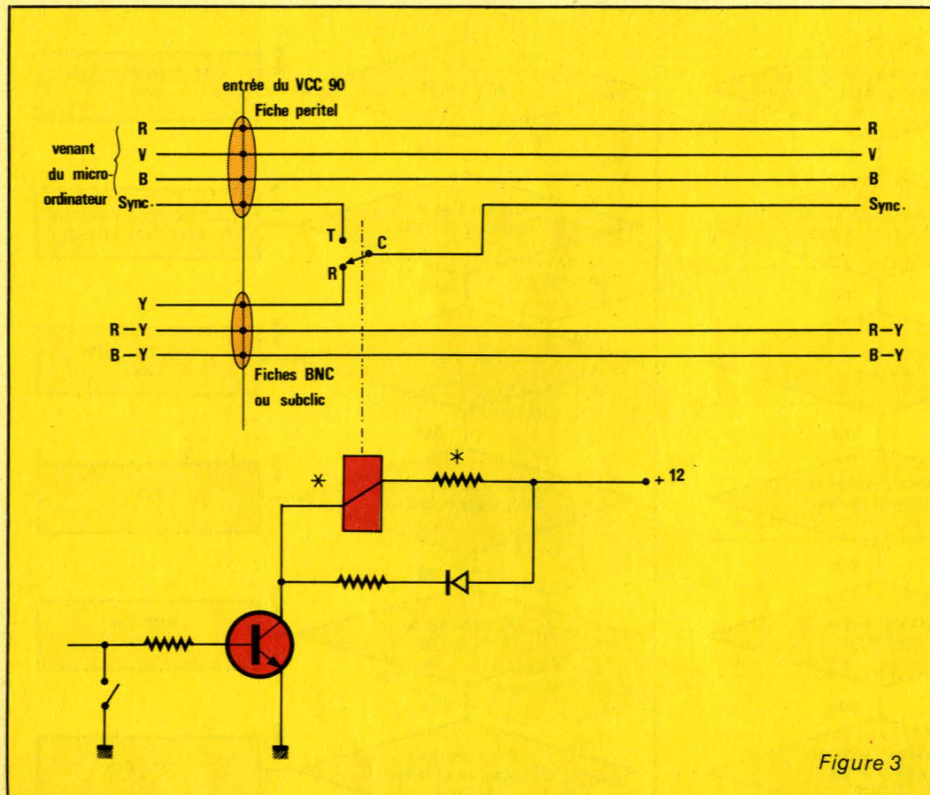 entrée du VCC 90
Fiche peritel
venant
du micro-
ordinateur
R
V
B
Sync.
R
V
B
Sync.
T
C
R
Y
R–Y
B–Y
R–Y
B–Y
Fiches BNC
ou subclic
*
*
+ 12
Figure 3